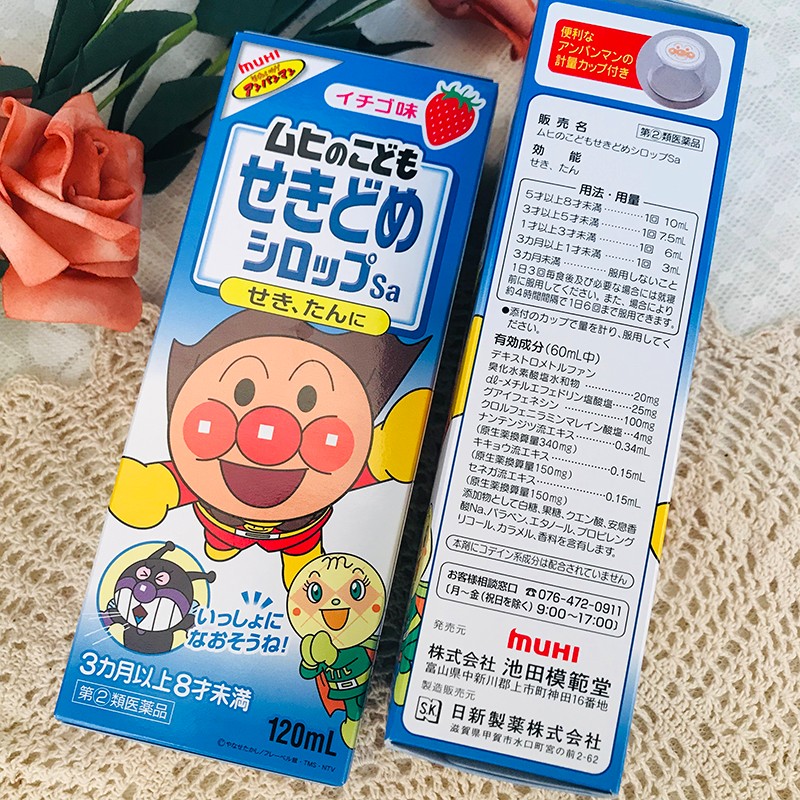 muhi
それいけ!
アンパンマン
イチゴ味
ムヒのこども
せきどめ
シロップSa
せき、たんに
いっしょに
なおそうね!
3カ月以上8才未満
第②類医薬品
120mL
©やなせたかし/フレーベル館・TMS・NTV
便利な
アンパンマンの
計量カップ付き
販売名 指定第②類医薬品
ムヒのこどもせきどめシロップSa
効能
せき、たん
用法・用量
5才以上8才未満………1回 10mL
3才以上5才未満………1回 7.5mL
1才以上3才未満………1回 6mL
3カ月以上1才未満……1回 3mL
3カ月未満………服用しないこと
1日3回毎食後及び必要な場合には就寝
前に服用してください。また、場合により
約4時間間隔で1日6回まで服用できます。
●添付のカップで量を計り、服用してく
ださい。
有効成分(60mL中)
デキストロメトルファン
臭化水素酸塩水和物………20mg
dl-メチルエフェドリン塩酸塩……25mg
グアイフェネシン………100mg
クロルフェニラミンマレイン酸塩…4mg
ナンテンジツ流エキス………0.34mL
(原生薬換算量340mg)
キキョウ流エキス………0.15mL
(原生薬換算量150mg)
セネガ流エキス………0.15mL
(原生薬換算量150mg)
添加物として白糖、果糖、クエン酸、安息香
酸Na、パラベン、エタノール、プロピレング
リコール、カラメル、香料を含有します。
本剤にコデイン系成分は配合されていません
お客様相談窓口 ☎076-472-0911
(月〜金(祝日を除く) 9:00〜17:00)
発売元 muhi
株式会社 池田模範堂
富山県中新川郡上市町神田16番地
製造販売元
SK 日新製薬株式会社
滋賀県甲賀市水口町宮の前2-62